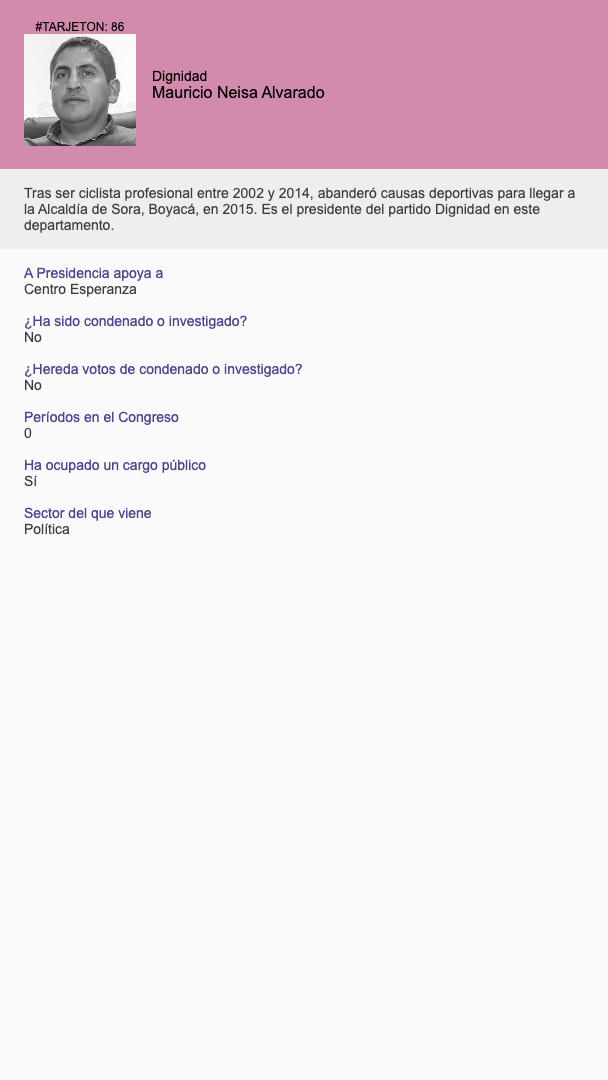 #TARJETON: 86
Dignidad
Mauricio Neisa Alvarado
Tras ser ciclista profesional entre 2002 y 2014, abanderó causas deportivas para llegar a
la Alcaldía de Sora, Boyacá, en 2015. Es el presidente del partido Dignidad en este
departamento.
A Presidencia apoya a
Centro Esperanza
¿Ha sido condenado o investigado?
No
¿Hereda votos de condenado o investigado?
No
Períodos en el Congreso
0
Ha ocupado un cargo público
Sí
Sector del que viene
Política